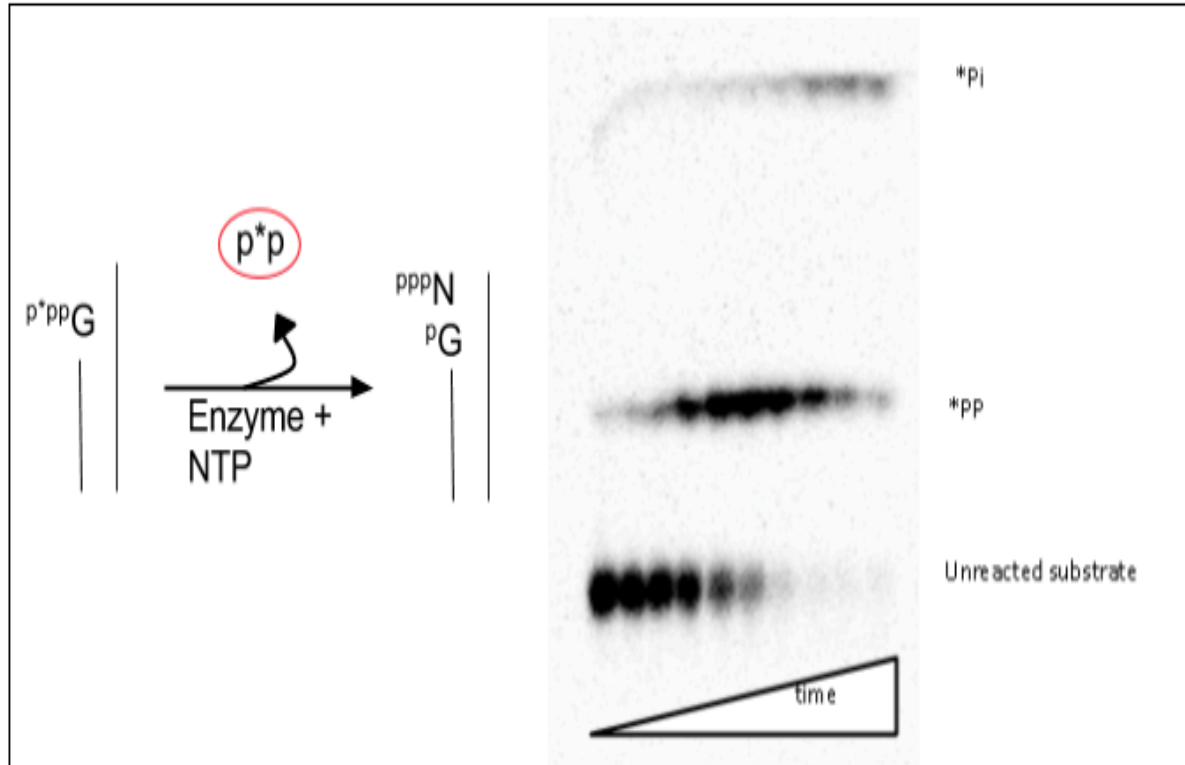 p*p
p*ppG
pppN
pG
Enzyme +
NTP
*Pi
*PP
Unreacted substrate
time